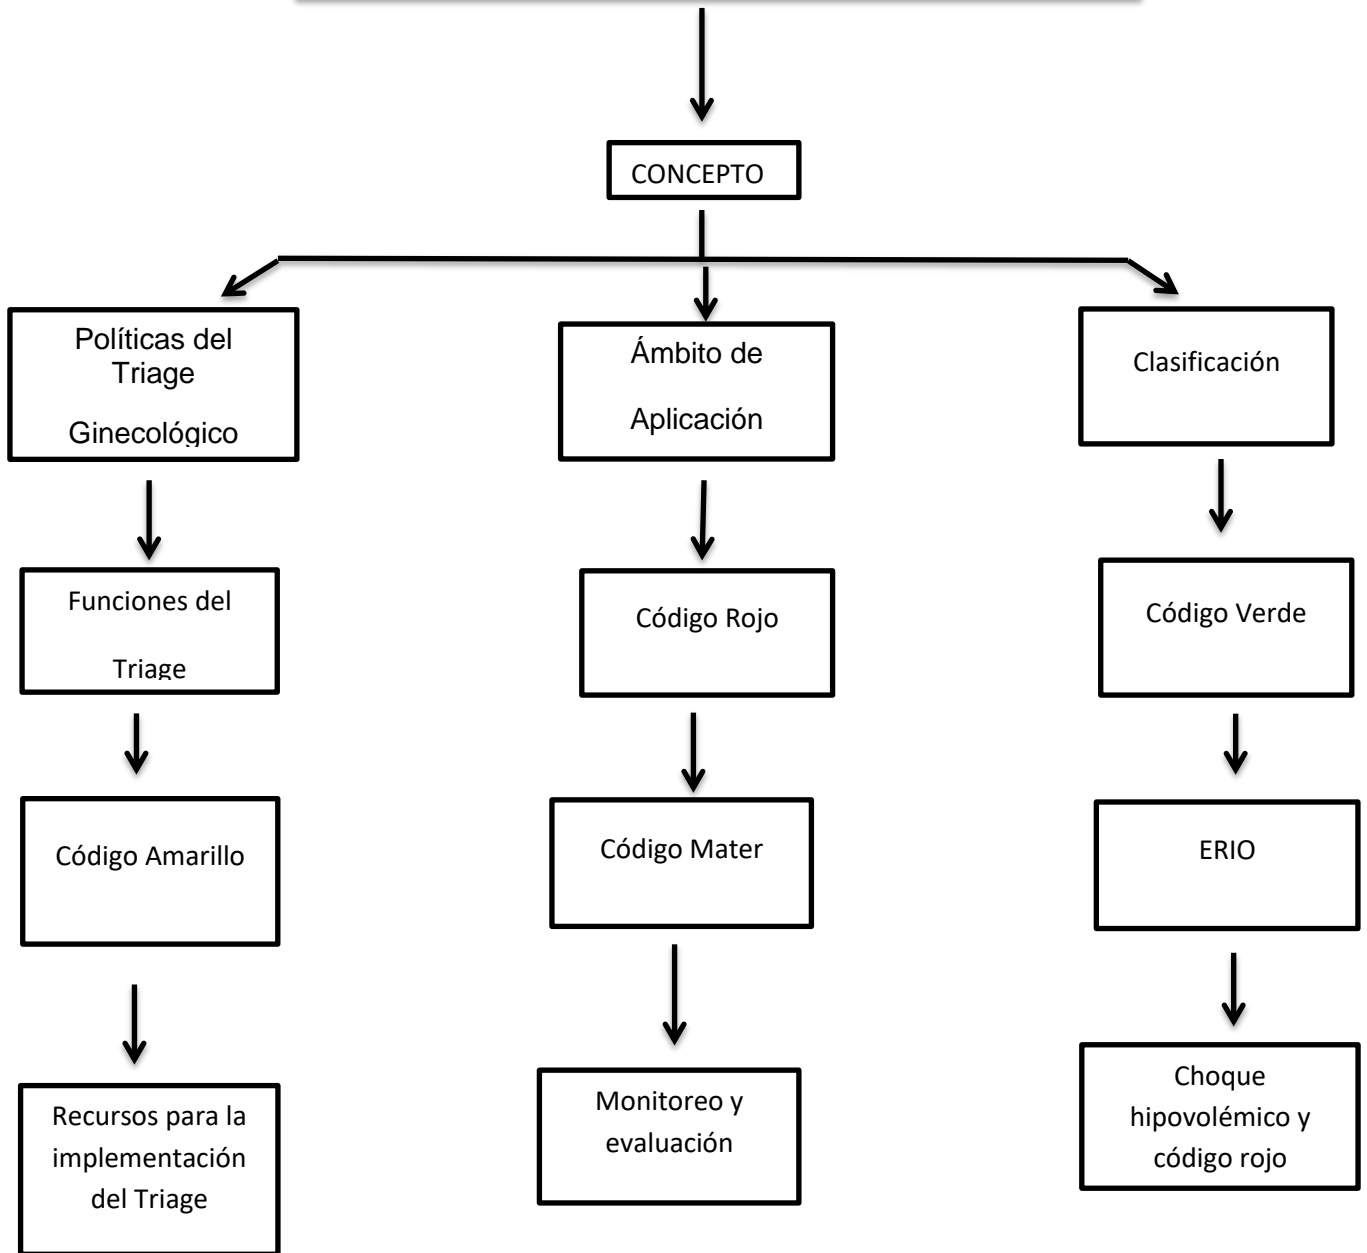 CONCEPTO
Políticas del
Triage
Ginecológico
Ámbito de
Aplicación
Clasificación
Funciones del
Triage
Código Rojo
Código Verde
Código Amarillo
Código Mater
ERIO
Recursos para la
implementación
del Triage
Monitoreo y
evaluación
Choque
hipovolémico y
código rojo